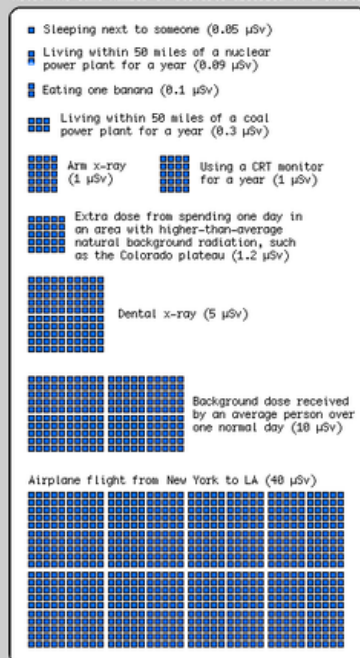 Sleeping next to someone (0.05 µSv)
Living within 50 miles of a nuclear
power plant for a year (0.09 µSv)
Eating one banana (0.1 µSv)
Living within 50 miles of a coal
power plant for a year (0.3 µSv)
Arm x-ray
(1 µSv)
Using a CRT monitor
for a year (1 µSv)
Extra dose from spending one day in
an area with higher-than-average
natural background radiation, such
as the Colorado plateau (1.2 µSv)
Dental x-ray (5 µSv)
Background dose received
by an average person over
one normal day (10 µSv)
Airplane flight from New York to LA (40 µSv)